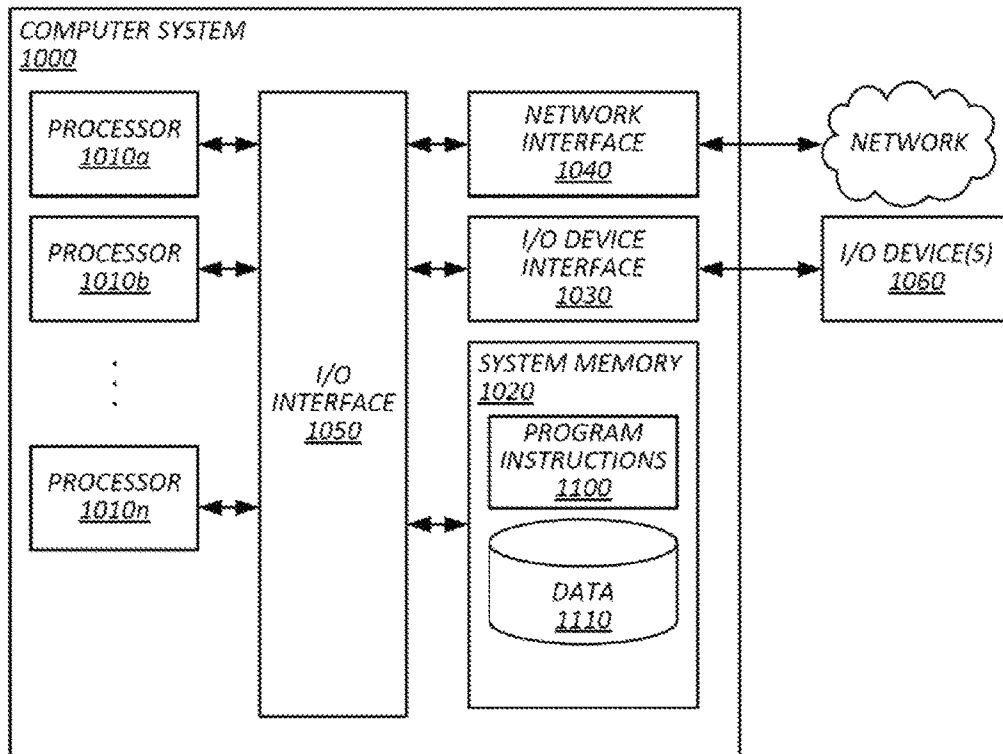 COMPUTER SYSTEM
1000
PROCESSOR
1010a
PROCESSOR
1010b
PROCESSOR
1010n
I/O
INTERFACE
1050
NETWORK
INTERFACE
1040
I/O DEVICE
INTERFACE
1030
SYSTEM MEMORY
1020
PROGRAM
INSTRUCTIONS
1100
DATA
1110
NETWORK
I/O DEVICE(S)
1060